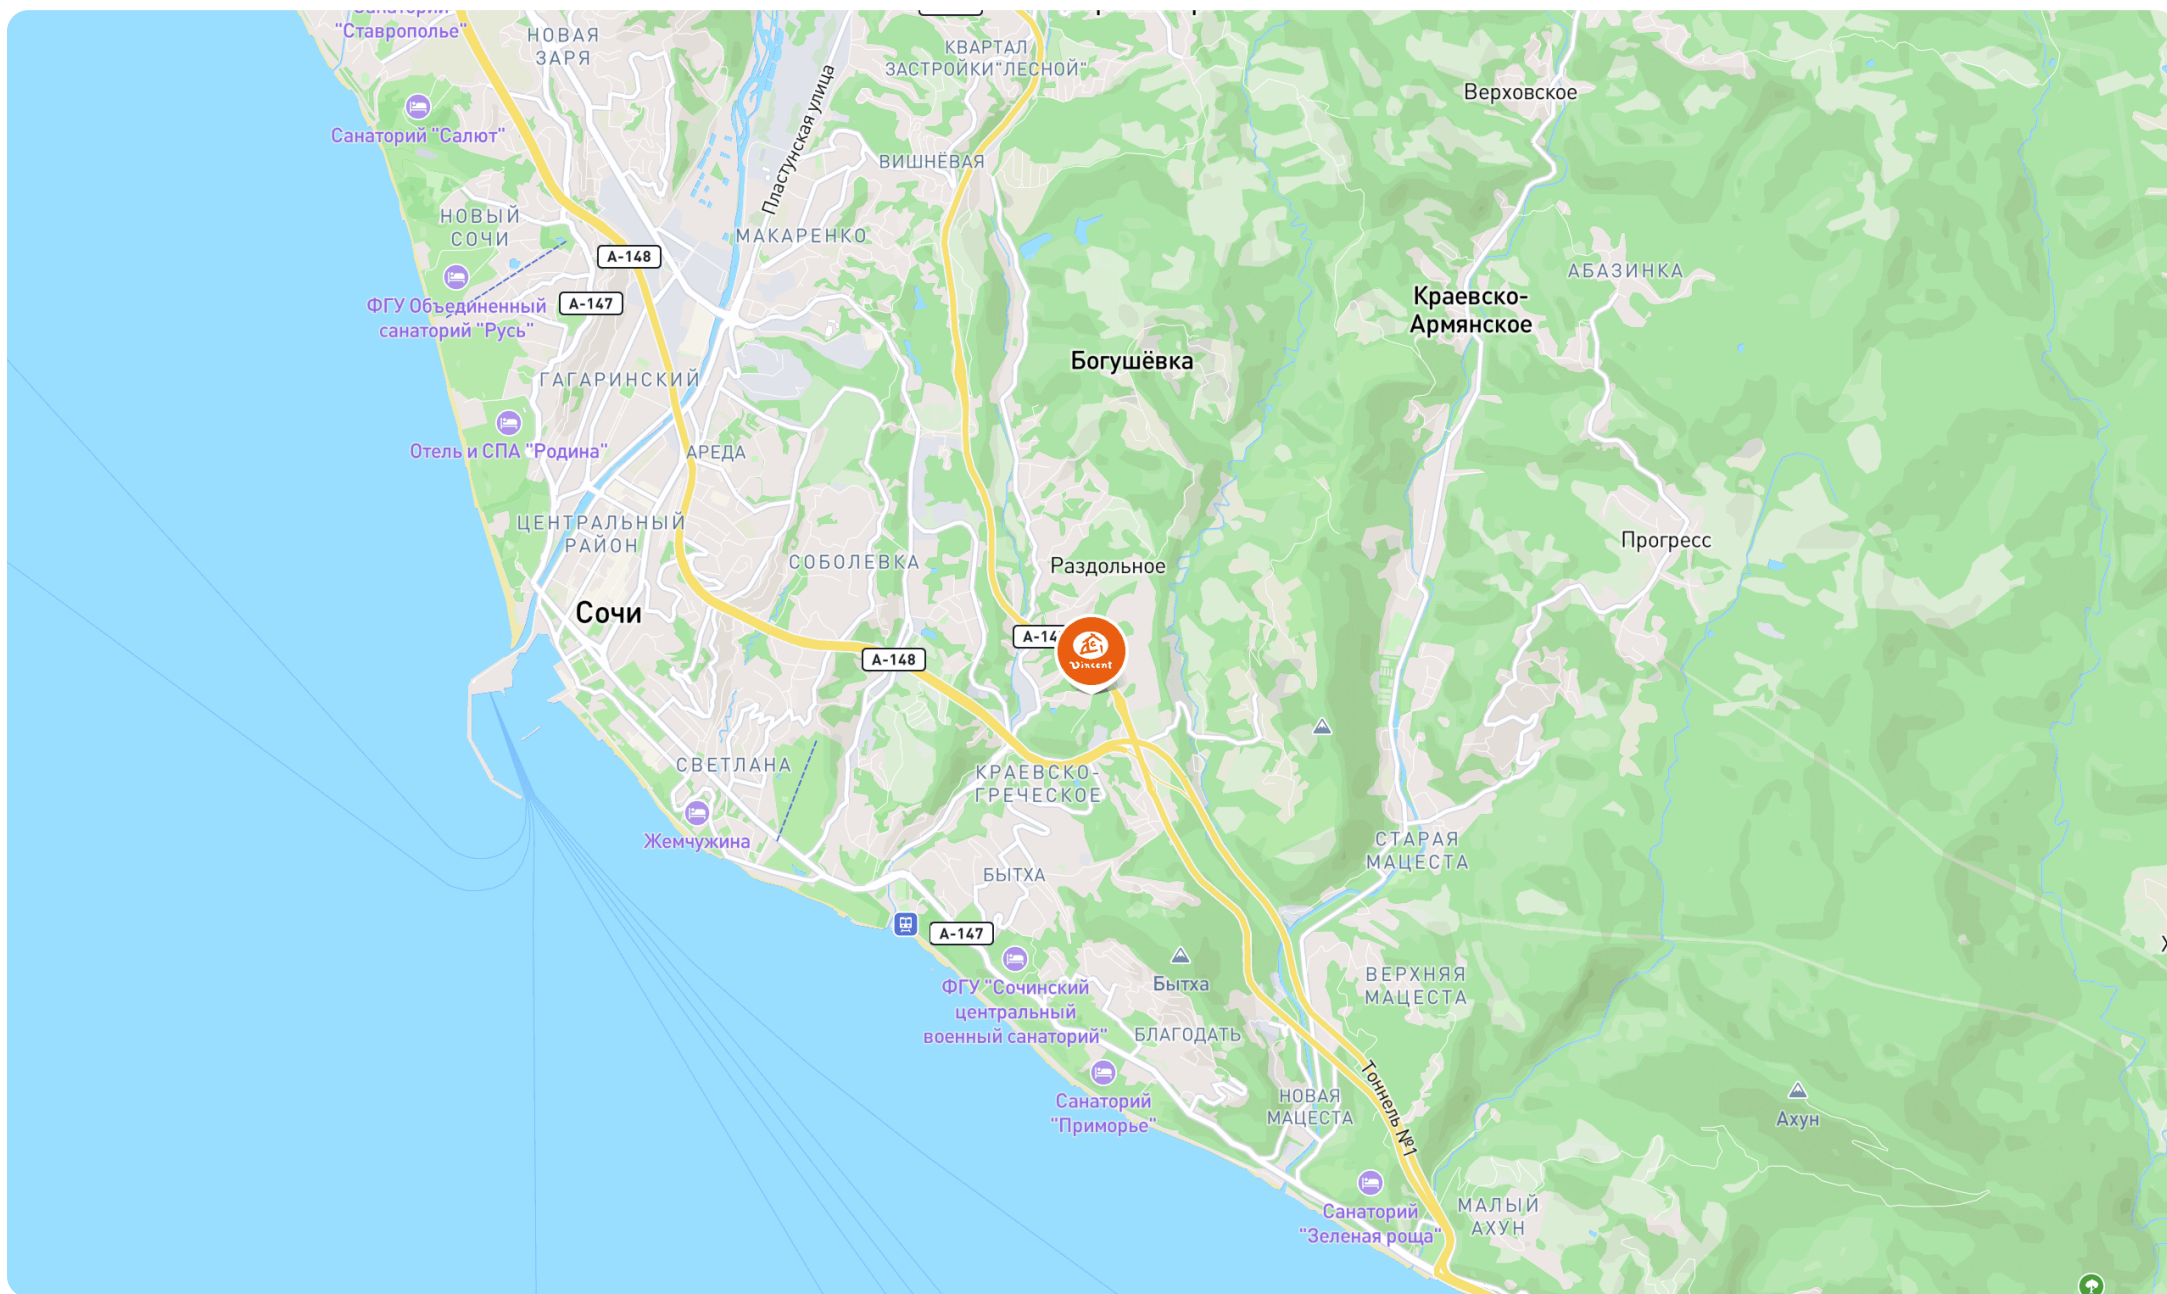 Санаторий
"Ставрополье"
НОВАЯ
ЗАРЯ
КВАРТАЛ
ЗАСТРОЙКИ"ЛЕСНОЙ"
Верховское
Санаторий "Салют"
Пластунская улица
ВИШНЁВАЯ
НОВЫЙ
СОЧИ
МАКАРЕНКО
А-148
АБАЗИНКА
А-147
ФГУ Объединенный
санаторий "Русь"
Краевско-
Армянское
Богушёвка
ГАГАРИНСКИЙ
Отель и СПА "Родина"
АРЕДА
ЦЕНТРАЛЬНЫЙ
РАЙОН
Прогресс
СОБОЛЕВКА
Раздольное
Сочи
А-14
Vincent
А-148
СВЕТЛАНА
КРАЕВСКО-
ГРЕЧЕСКОЕ
Жемчужина
СТАРАЯ
МАЦЕСТА
БЫТХА
А-147
ФГУ "Сочинский
центральный
военный санаторий"
Бытха
ВЕРХНЯЯ
МАЦЕСТА
БЛАГОДАТЬ
Тоннель №1
Санаторий
"Приморье"
НОВАЯ
МАЦЕСТА
Ахун
Санаторий
"Зеленая роща"
МАЛЫЙ
АХУН